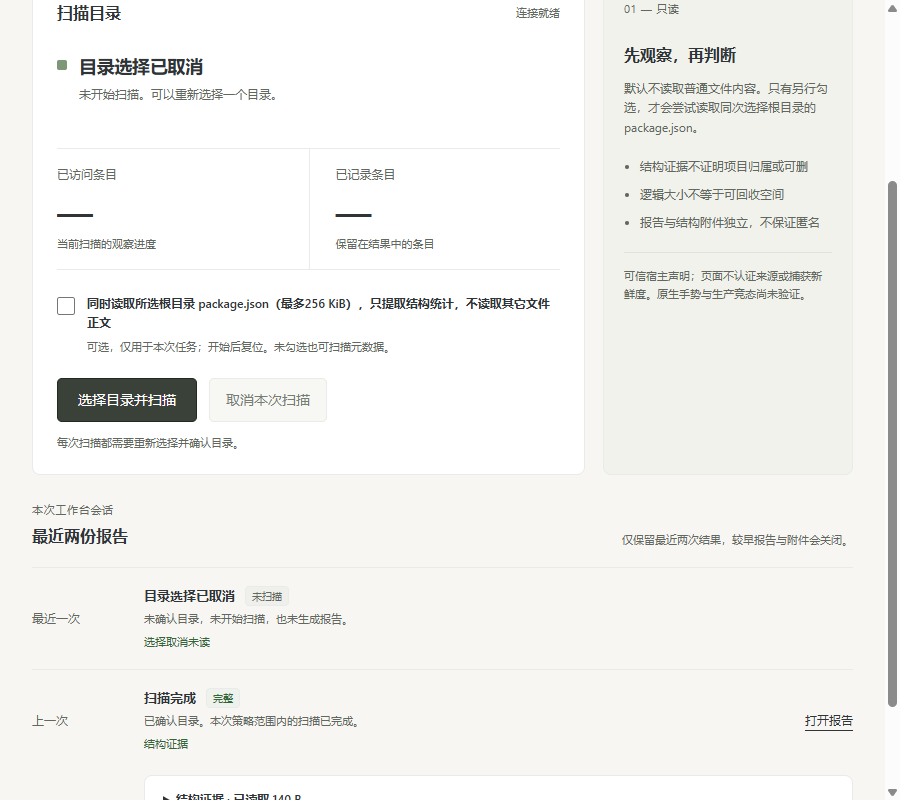 扫描目录
连接就绪
目录选择已取消
未开始扫描。可以重新选择一个目录。
已访问条目
当前扫描的观察进度
已记录条目
保留在结果中的条目
同时读取所选根目录 package.json（最多256 KiB），只提取结构统计，不读取其它文件
正文
可选，仅用于本次任务；开始后复位。未勾选也可扫描元数据。
选择目录并扫描
取消本次扫描
每次扫描都需要重新选择并确认目录。
01 — 只读
先观察，再判断
默认不读取普通文件内容。只有另行勾
选，才会尝试读取同次选择根目录的
package.json。
• 结构证据不证明项目归属或可删
• 逻辑大小不等于可回收空间
• 报告与结构附件独立，不保证匿名
可信宿主声明；页面不认证来源或捕获新
鲜度。原生手势与生产竞态尚未验证。
本次工作台会话
最近两份报告
仅保留最近两次结果，较早报告与附件会关闭。
最近一次
目录选择已取消 未扫描
未确认目录，未开始扫描，也未生成报告。
选择取消未读
上一次
扫描完成 完整
已确认目录。本次策略范围内的扫描已完成。
结构证据
打开报告
结构证据 · 已读取 140 B